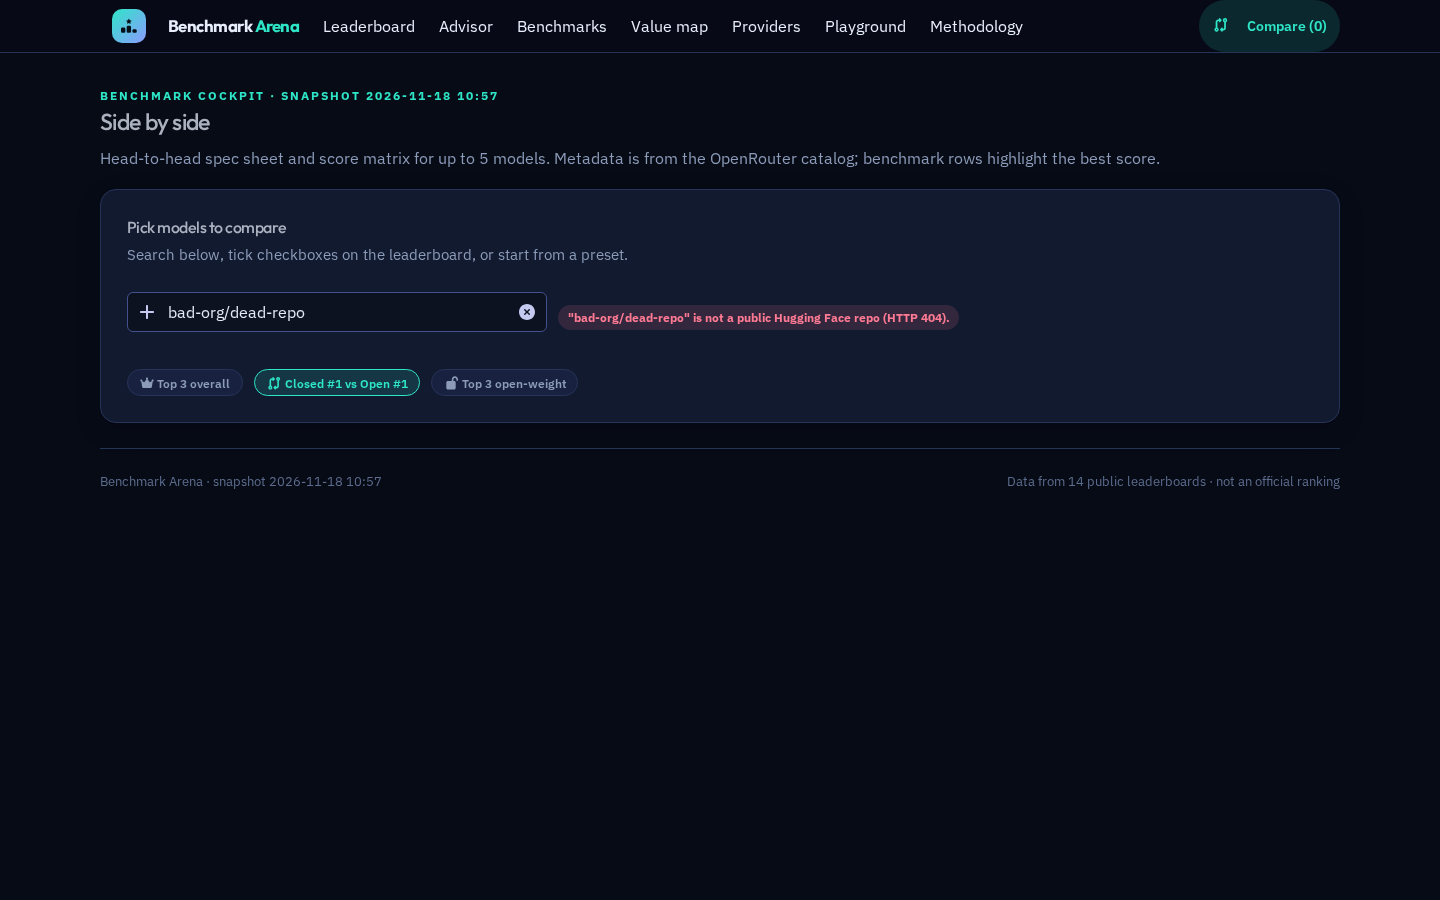 Benchmark Arena Leaderboard Advisor Benchmarks Value map Providers Playground Methodology Compare (0)
BENCHMARK COCKPIT · SNAPSHOT 2026-11-18 10:57
Side by side
Head-to-head spec sheet and score matrix for up to 5 models. Metadata is from the OpenRouter catalog; benchmark rows highlight the best score.
Pick models to compare
Search below, tick checkboxes on the leaderboard, or start from a preset.
bad-org/dead-repo
"bad-org/dead-repo" is not a public Hugging Face repo (HTTP 404).
Top 3 overall Closed #1 vs Open #1 Top 3 open-weight
Benchmark Arena · snapshot 2026-11-18 10:57
Data from 14 public leaderboards · not an official ranking